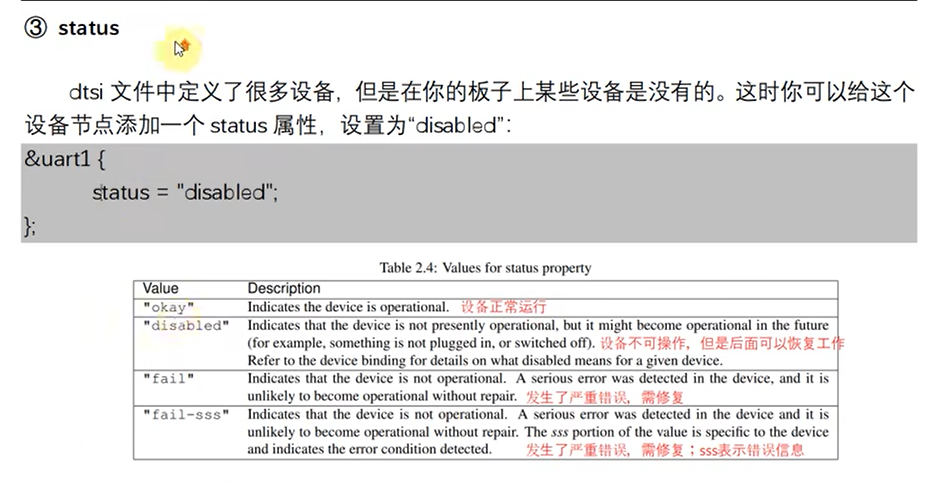 ③ status
dtsi 文件中定义了很多设备，但是在你的板子上某些设备是没有的。这时你可以给这个
设备节点添加一个 status 属性，设置为“disabled”：
&uart1 {
status = "disabled";
};
Table 2.4: Values for status property
Value Description
"okay" Indicates the device is operational. 设备正常运行
"disabled" Indicates that the device is not presently operational, but it might become operational in the future
(for example, something is not plugged in, or switched off). 设备不可操作，但是后面可以恢复工作
Refer to the device binding for details on what disabled means for a given device.
"fail" Indicates that the device is not operational. A serious error was detected in the device, and it is
unlikely to become operational without repair. 发生了严重错误，需修复
"fail-sss" Indicates that the device is not operational. A serious error was detected in the device and it is
unlikely to become operational without repair. The sss portion of the value is specific to the device
and indicates the error condition detected. 发生了严重错误，需修复；sss表示错误信息